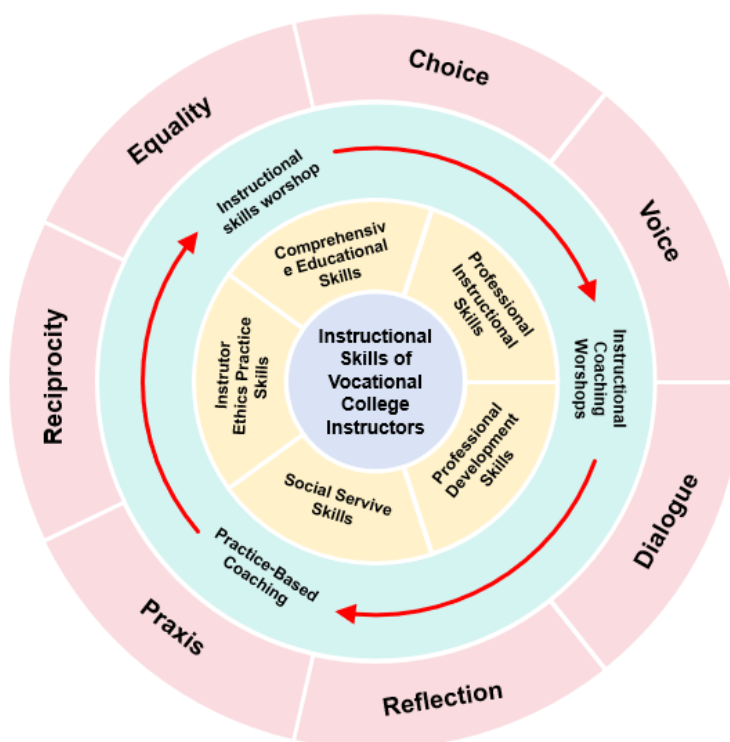 Choice
Voice
Dialogue
Reflection
Praxis
Reciprocity
Equality
Instructional
skills worshop
Instructional
Coaching
Worshops
Practice-Based
Coaching
Comprehensiv
e Educational
Skills
Professional
Instructional
Skills
Professional
Development
Skills
Social Servive
Skills
Instrutor
Ethics Practice
Skills
Instructional
Skills of
Vocational
College
Instructors